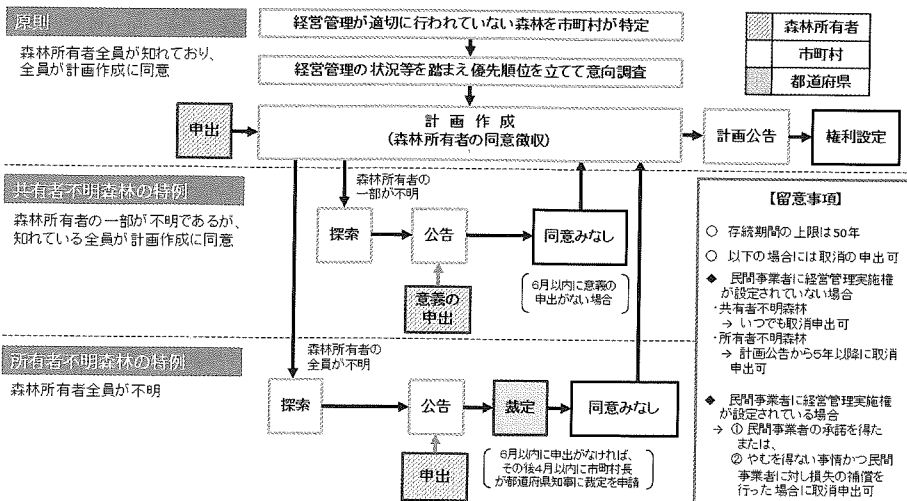 原則
森林所有者全員が知れており、
全員が計画作成に同意
経営管理が適切に行われていない森林を市町村が特定
経営管理の状況等を踏まえ優先順位を立てて意向調査
森林所有者
市町村
都道府県
申出
計画作成
(森林所有者の同意徴収)
計画公告
権利設定
共有者不明森林の特例
森林所有者の一部が不明であるが、
知れている全員が計画作成に同意
森林所有者の
一部が不明
探索
公告
同意みなし
意義の
申出
6月以内に意義の
申出がない場合
所有者不明森林の特例
森林所有者全員が不明
森林所有者の
全員が不明
探索
公告
裁定
同意みなし
申出
6月以内に申出がなければ、
その後4月以内に市町村長
が都道府県知事に裁定を申請
【留意事項】
○ 存続期間の上限は50年
○ 以下の場合には取消の申出可
◆ 民間事業者に経営管理実施権
が設定されていない場合
・共有者不明森林
→ いつでも取消申出可
・所有者不明森林
→ 計画公告から5年以降に取消
申出可
◆ 民間事業者に経営管理実施権
が設定されている場合
→ ① 民間事業者の承諾を得た
または、
② やむを得ない事情かつ民間
事業者に対し損失の補償を
行った場合に取消申出可